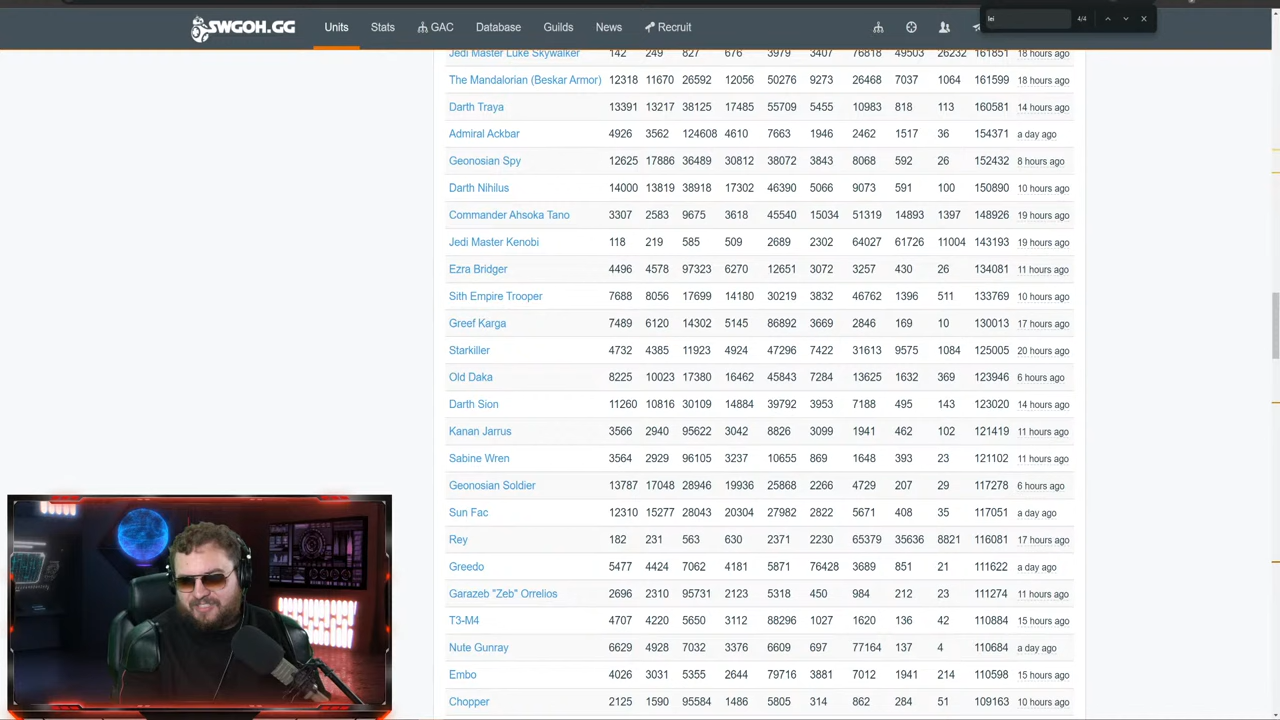 SWGOH.GG Units Stats GAC Database Guilds News Recruit 4/4
Jedi Master Luke Skywalker 142 249 827 676 3979 3407 76818 49503 26232 18 hours ago
The Mandalorian (Beskar Armor) 12318 11670 26592 12056 50276 9273 26468 7037 1064 161599 18 hours ago
Darth Traya 13391 13217 38125 17485 55709 5455 10983 818 113 160581 14 hours ago
Admiral Ackbar 4926 3562 124608 4610 7663 1946 2462 1517 36 154371 a day ago
Geonosian Spy 12625 17886 36489 30812 38072 3843 8068 592 26 152432 8 hours ago
Darth Nihilus 14000 13819 38918 17302 46390 5066 9073 591 100 150890 10 hours ago
Commander Ahsoka Tano 3307 2583 9675 3618 45540 15034 51319 14893 1397 148926 19 hours ago
Jedi Master Kenobi 118 219 585 509 2689 2302 64027 61726 11004 143193 19 hours ago
Ezra Bridger 4496 4578 97323 6270 12651 3072 3257 430 26 134081 11 hours ago
Sith Empire Trooper 7688 8056 17699 14180 30219 3832 46762 1396 511 133769 10 hours ago
Greef Karga 7489 6120 14302 5145 86892 3669 2846 169 10 130013 17 hours ago
Starkiller 4732 4385 11923 4924 47296 7422 31613 9575 1084 125005 20 hours ago
Old Daka 8225 10023 17380 16462 45843 7284 13625 1632 369 123946 6 hours ago
Darth Sion 11260 10816 30109 14884 39792 3953 7188 495 143 123020 14 hours ago
Kanan Jarrus 3566 2940 95622 3042 8826 3099 1941 462 102 121419 11 hours ago
Sabine Wren 3564 2929 96105 3237 10655 869 1648 393 23 121102 11 hours ago
Geonosian Soldier 13787 17048 28946 19936 25868 2266 4729 207 29 117278 6 hours ago
Sun Fac 12310 15277 28043 20304 27982 2822 5671 408 35 117051 a day ago
Rey 182 231 563 630 2371 2230 65379 35636 8821 116081 17 hours ago
Greedo 5477 4424 7062 4181 5871 76428 3689 851 21 111622 a day ago
Garazeb "Zeb" Orrelios 2696 2310 95731 2123 5318 450 984 212 23 111274 11 hours ago
T3-M4 4707 4220 5650 3112 38296 1027 1620 136 42 110884 15 hours ago
Nute Gunray 6629 4928 7032 3376 6609 697 77164 137 4 110684 a day ago
Embo 4026 3031 5353 2644 79716 3881 7012 1941 214 110598 15 hours ago
Chopper 2125 1590 95584 1489 5805 314 862 284 51 109163 10 hours ago